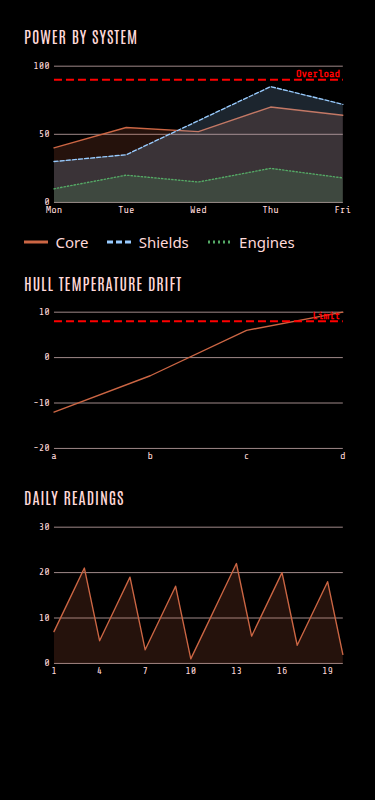 POWER BY SYSTEM
100
Overload
50
0
Mon Tue Wed Thu Fri
Core Shields Engines
HULL TEMPERATURE DRIFT
10
Limit
0
-10
-20
a b c d
DAILY READINGS
30
20
10
0
1 4 7 10 13 16 19